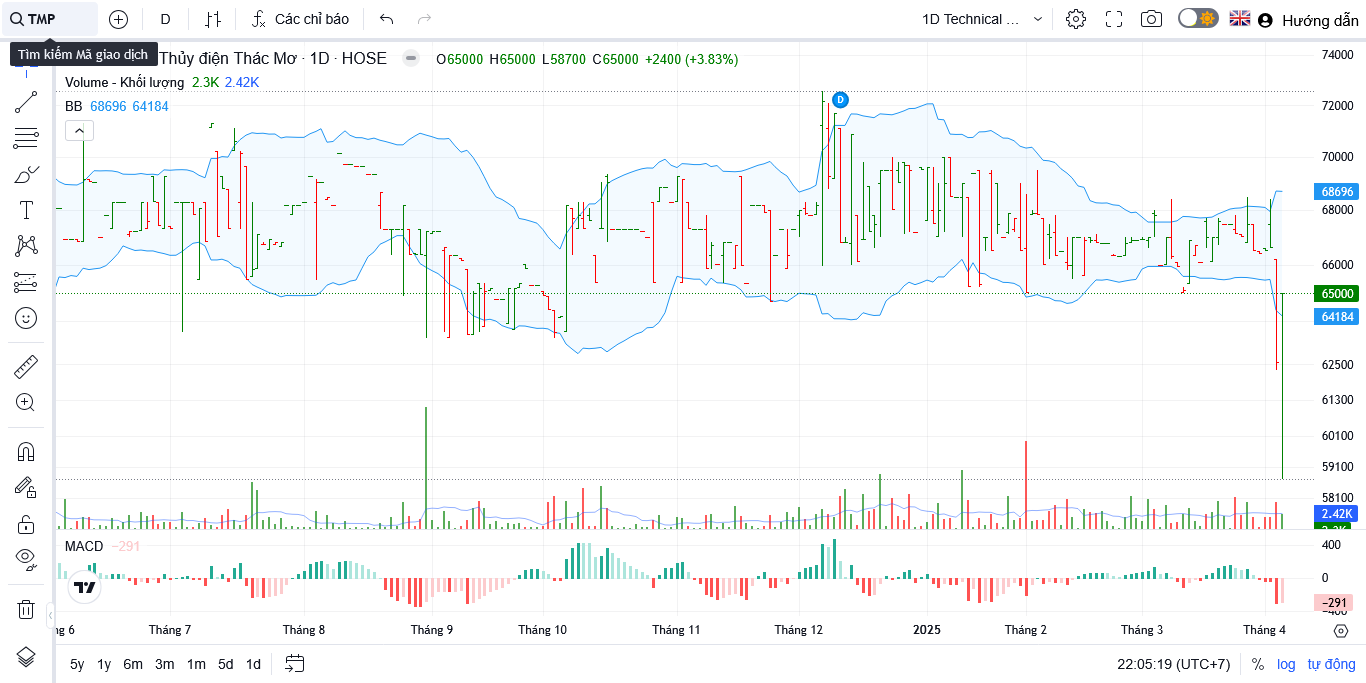 TMP
D
Các chỉ báo
1D Technical ...
Hướng dẫn
Tìm kiếm Mã giao dịch
Thủy điện Thác Mơ · 1D · HOSE
O65000 H65000 L58700 C65000 +2400 (+3.83%)
Volume - Khối lượng 2.3K 2.42K
BB 68696 64184
D
74000
72000
70000
68696
68000
66000
65000
64184
62500
61300
60100
59100
58100
2.42K
MACD −291
400
0
−291
ng 6
Tháng 7
Tháng 8
Tháng 9
Tháng 10
Tháng 11
Tháng 12
2025
Tháng 2
Tháng 3
Tháng 4
5y 1y 6m 3m 1m 5d 1d
22:05:19 (UTC+7)
% log tự động